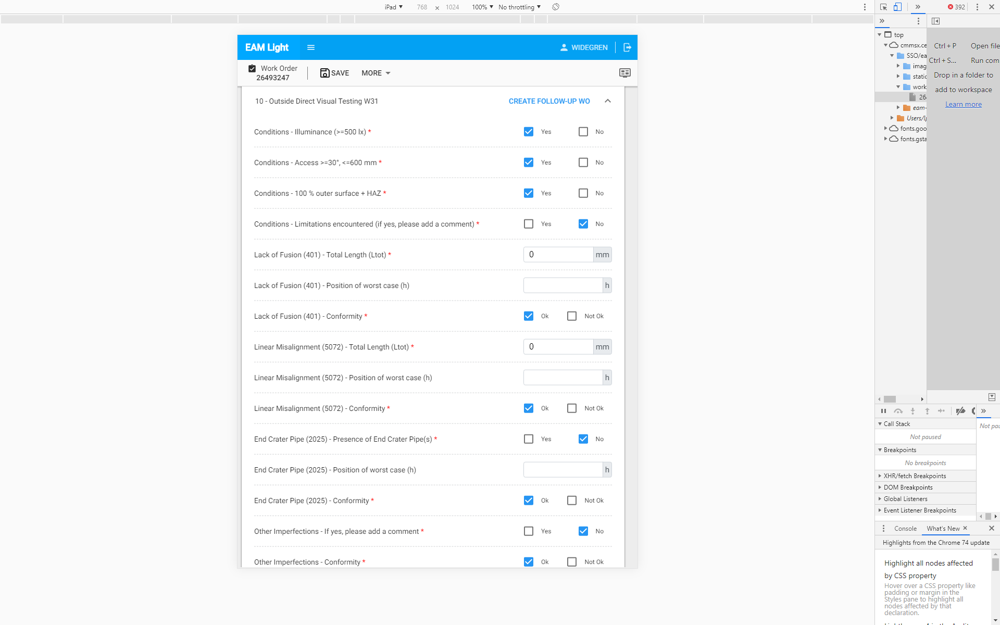 iPad 768 × 1024 100% No throttling
392
EAM Light
WIDEGREN
Work Order
26493247
SAVE
MORE
10 - Outside Direct Visual Testing W31
CREATE FOLLOW-UP WO
Conditions - Illuminance (>=500 lx) * Yes No
Conditions - Access >=30°, <=600 mm * Yes No
Conditions - 100 % outer surface + HAZ * Yes No
Conditions - Limitations encountered (if yes, please add a comment) * Yes No
Lack of Fusion (401) - Total Length (Ltot) * 0 mm
Lack of Fusion (401) - Position of worst case (h) h
Lack of Fusion (401) - Conformity * Ok Not Ok
Linear Misalignment (5072) - Total Length (Ltot) * 0 mm
Linear Misalignment (5072) - Position of worst case (h) h
Linear Misalignment (5072) - Conformity * Ok Not Ok
End Crater Pipe (2025) - Presence of End Crater Pipe(s) * Yes No
End Crater Pipe (2025) - Position of worst case (h) h
End Crater Pipe (2025) - Conformity * Ok Not Ok
Other Imperfections - If yes, please add a comment * Yes No
Other Imperfections - Conformity * Ok Not Ok
top
cmmsx.ce
SSO/ea
imag
static
work
264
eam-
Users/lp
fonts.goo
fonts.gsta
Ctrl + P Open file
Ctrl + S... Run com
Drop in a folder to
add to workspace
Learn more
Call Stack
Not paused
Breakpoints
No breakpoints
XHR/fetch Breakpoints
DOM Breakpoints
Global Listeners
Event Listener Breakpoints
Not pau
Console What's New
Highlights from the Chrome 74 update
Highlight all nodes affected
by CSS property
Hover over a CSS property like
padding or margin in the
Styles pane to highlight all
nodes affected by that
declaration.